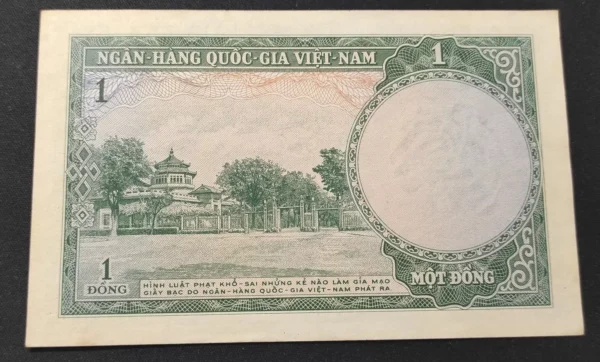 NGÂN-HÀNG QUỐC-GIA VIỆT-NAM
1
1
1
ĐỒNG
HÌNH LUẬT PHẠT KHỔ-SAI NHỮNG KẺ NÀO LÀM GIA MẠO
GIẤY BẠC DO NGÂN-HÀNG QUỐC-GIA VIỆT-NAM PHÁT RA
MỘT ĐỒNG